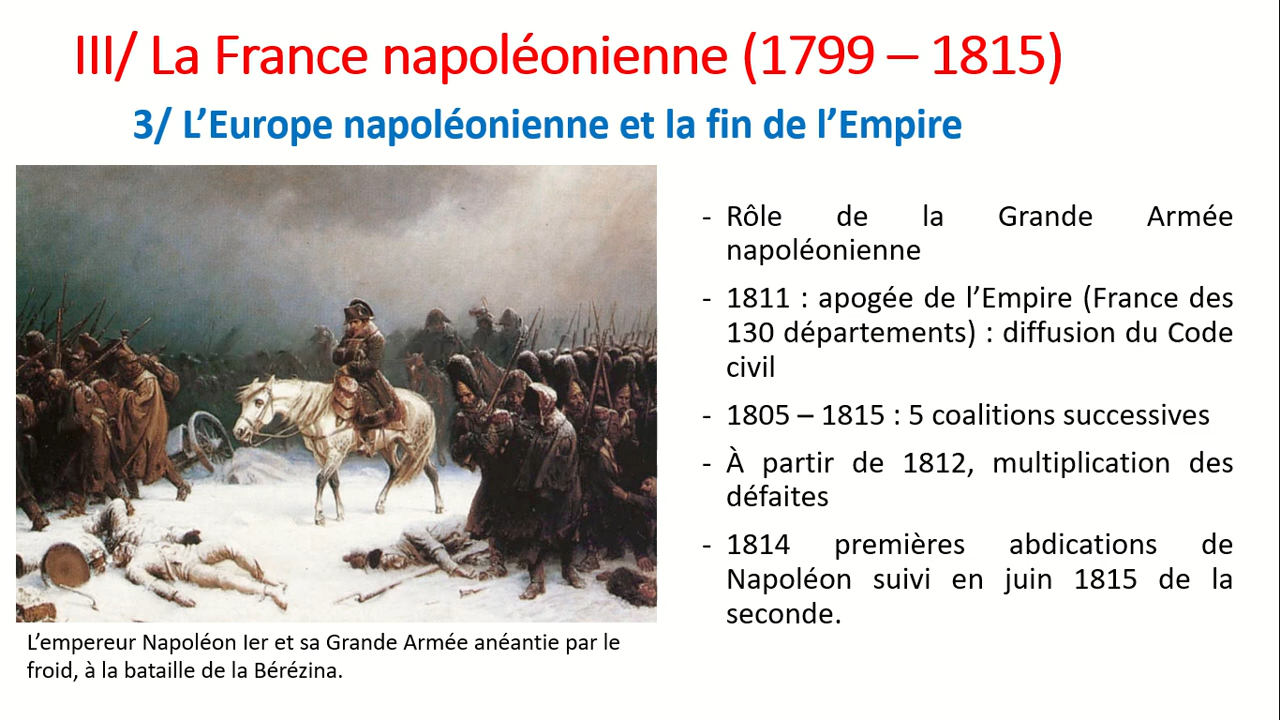 III/ La France napoléonienne (1799 – 1815)
3/ L’Europe napoléonienne et la fin de l’Empire
- Rôle de la Grande Armée
napoléonienne
- 1811 : apogée de l’Empire (France des
130 départements) : diffusion du Code
civil
- 1805 – 1815 : 5 coalitions successives
- À partir de 1812, multiplication des
défaites
- 1814 premières abdications de
Napoléon suivi en juin 1815 de la
seconde.
L’empereur Napoléon Ier et sa Grande Armée anéantie par le
froid, à la bataille de la Bérézina.